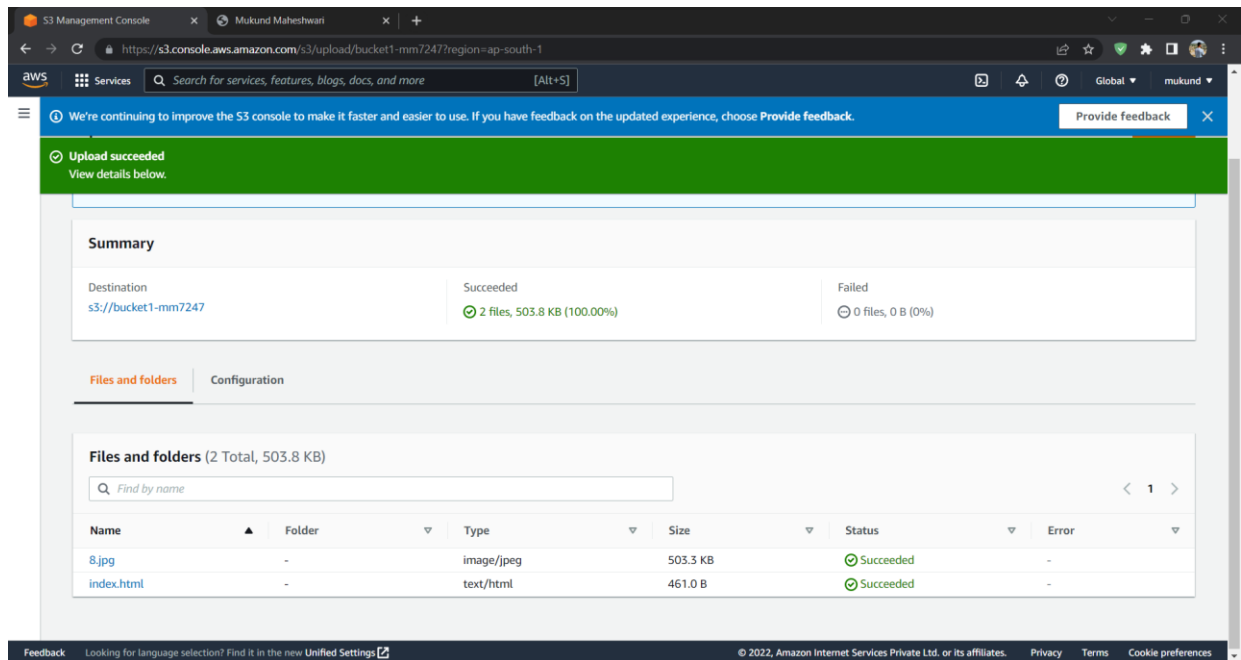 S3 Management Console
Mukund Maheshwari
https://s3.console.aws.amazon.com/s3/upload/bucket1-mm7247?region=ap-south-1
aws
Services
Search for services, features, blogs, docs, and more
[Alt+S]
Global
mukund
We're continuing to improve the S3 console to make it faster and easier to use. If you have feedback on the updated experience, choose Provide feedback.
Provide feedback
Upload succeeded
View details below.
Summary
Destination
s3://bucket1-mm7247
Succeeded
2 files, 503.8 KB (100.00%)
Failed
0 files, 0 B (0%)
Files and folders
Configuration
Files and folders (2 Total, 503.8 KB)
Find by name
1
Name Folder Type Size Status Error
8.jpg - image/jpeg 503.3 KB Succeeded -
index.html - text/html 461.0 B Succeeded -
Feedback Looking for language selection? Find it in the new Unified Settings © 2022, Amazon Internet Services Private Ltd. or its affiliates. Privacy Terms Cookie preferences